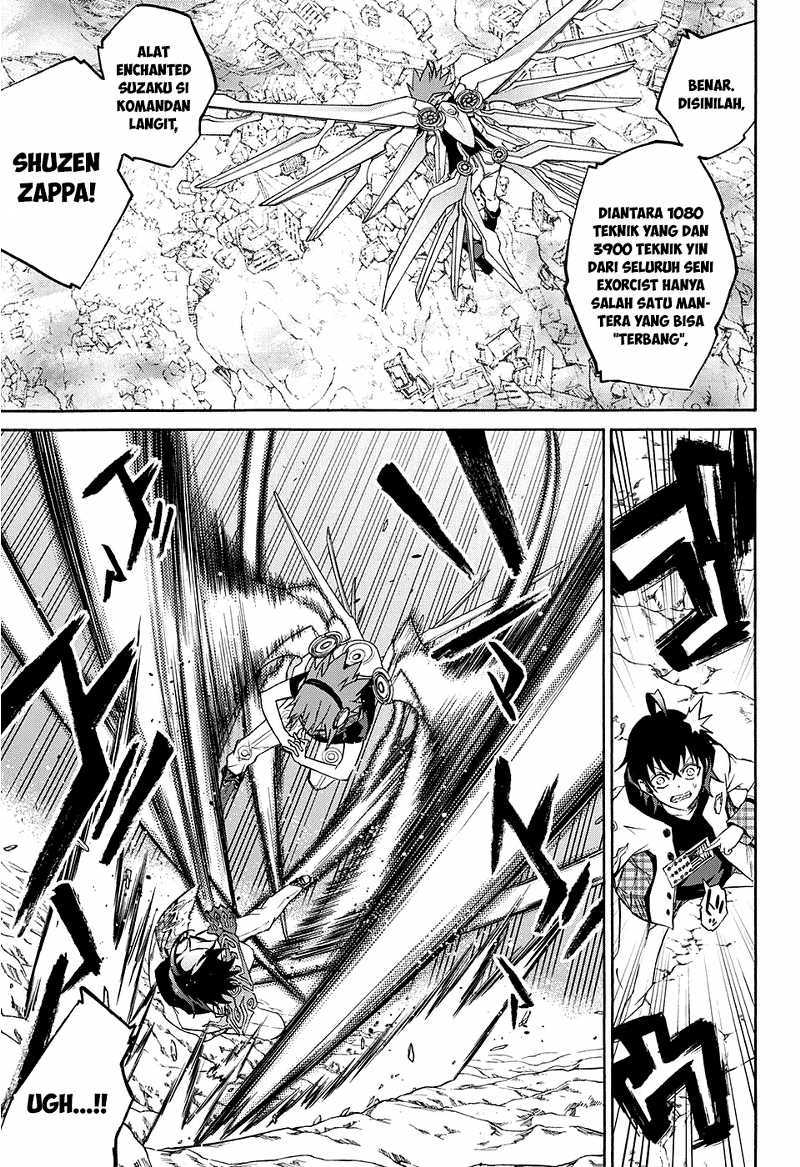 BENAR.
DISINILAH,
DIANTARA 1080
TEKNIK YANG DAN
3900 TEKNIK YIN
DARI SELURUH SENI
EXORCIST HANYA
SALAH SATU MAN-
TERA YANG BISA
"TERBANG",
ALAT
ENCHANTED
SUZAKU SI
KOMANDAN
LANGIT,
SHUZEN
ZAPPA!
UGH...!!